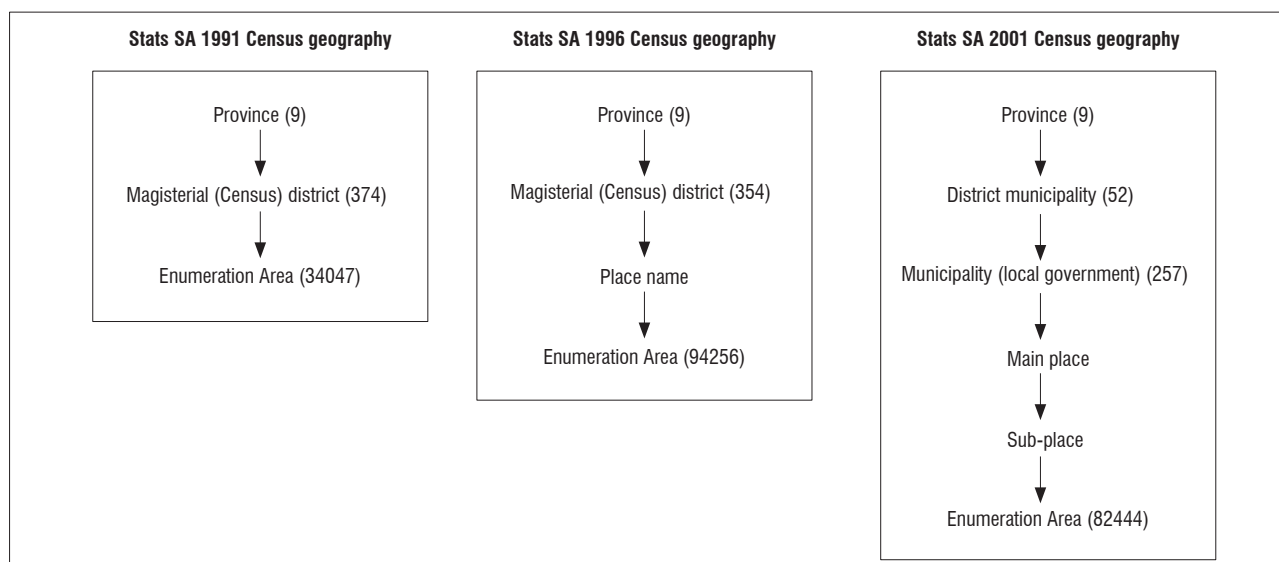 Stats SA 1991 Census geography
Province (9)
Magisterial (Census) district (374)
Enumeration Area (34047)
Stats SA 1996 Census geography
Province (9)
Magisterial (Census) district (354)
Place name
Enumeration Area (94256)
Stats SA 2001 Census geography
Province (9)
District municipality (52)
Municipality (local government) (257)
Main place
Sub-place
Enumeration Area (82444)